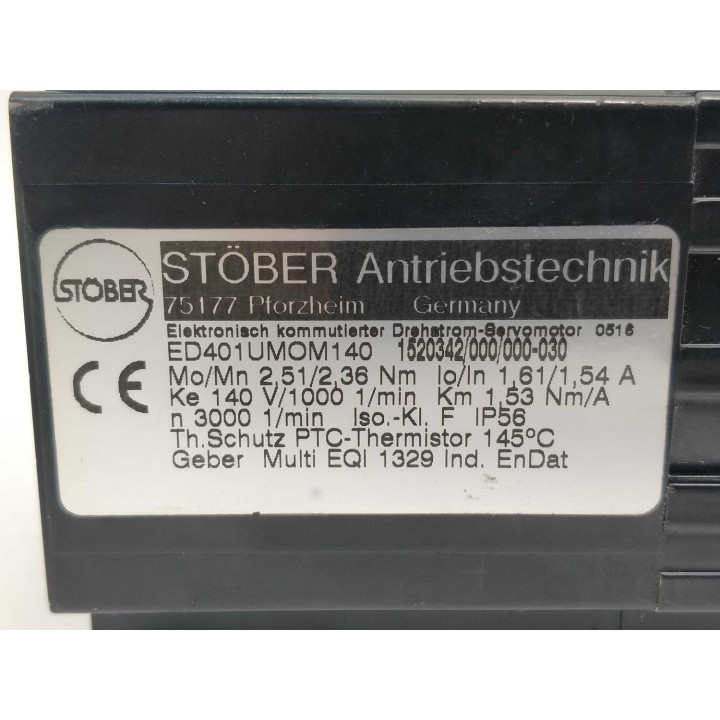 STÖBER
STÖBER Antriebstechnik
75177 Pforzheim Germany
Elektronisch kommutierter Drehstrom-Servomotor 0516
ED401UMOM140 1520342/000/000-030
Mo/Mn 2,51/2,36 Nm Io/In 1,61/1,54 A
Ke 140 V/1000 1/min Km 1,53 Nm/A
n 3000 1/min Iso.-Kl. F IP56
Th.Schutz PTC-Thermistor 145°C
Geber Multi EQI 1329 Ind. EnDat
CE